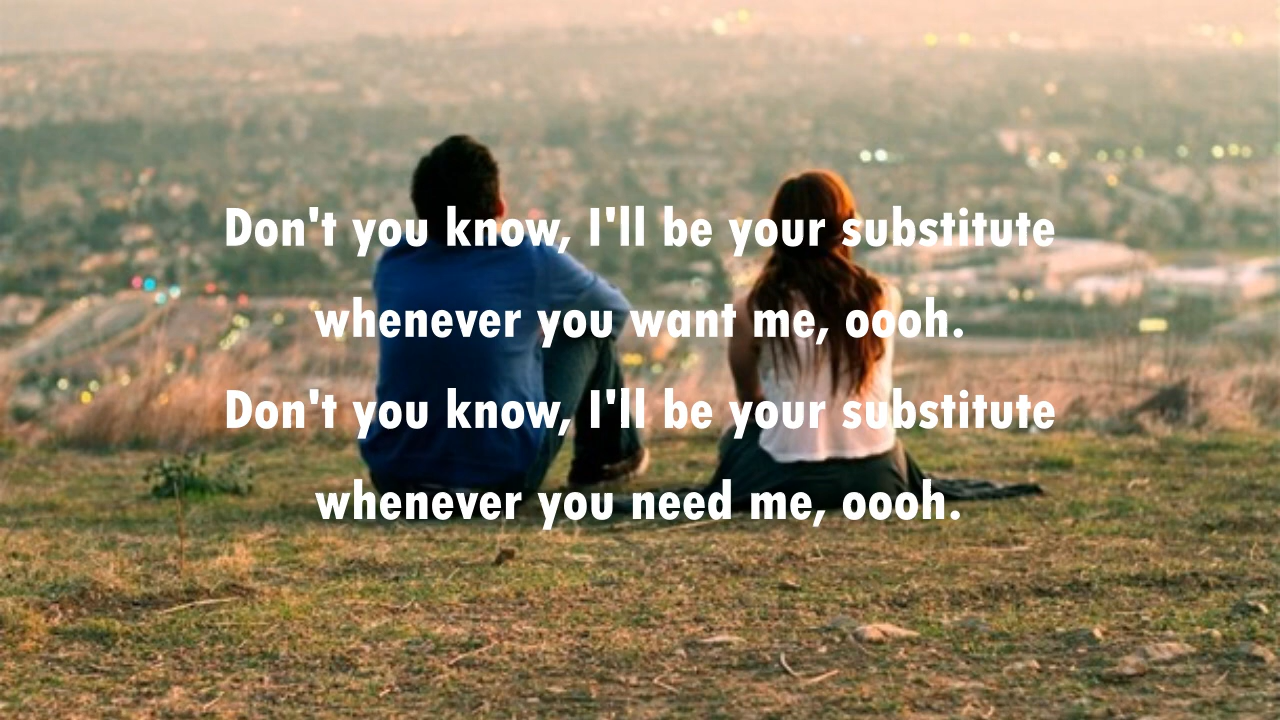 Don't you know, I'll be your substitute
whenever you want me, oooh.
Don't you know, I'll be your substitute
whenever you need me, oooh.